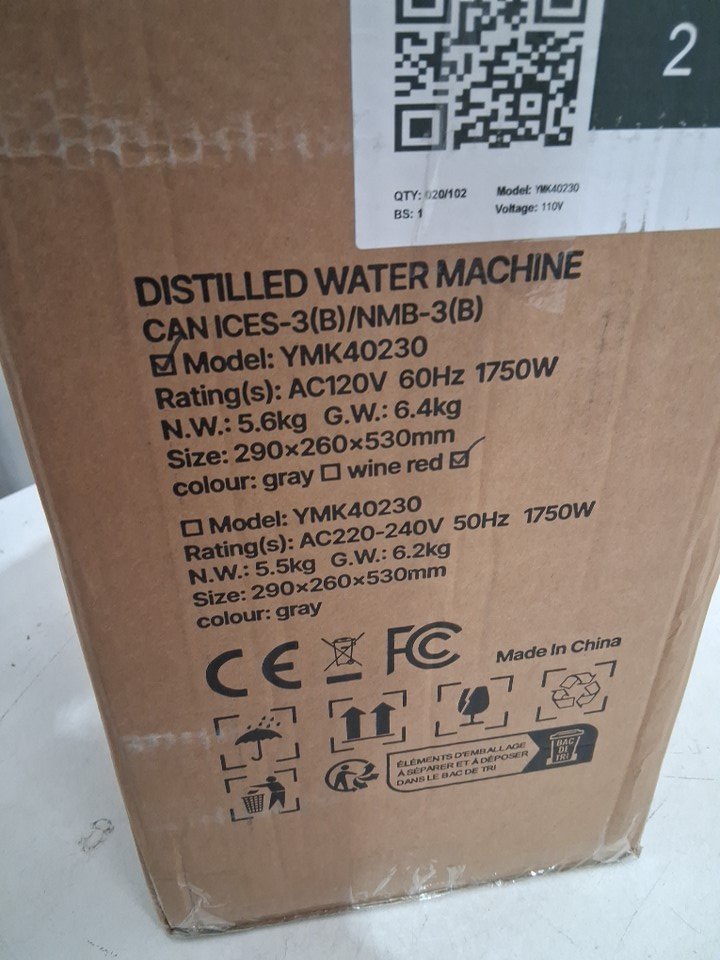 2
QTY: 020/102 Model: YMK40230
BS: 1 Voltage: 110V
DISTILLED WATER MACHINE
CAN ICES-3(B)/NMB-3(B)
☑ Model: YMK40230
Rating(s): AC120V 60Hz 1750W
N.W.: 5.6kg G.W.: 6.4kg
Size: 290×260×530mm
colour: gray ☐ wine red ☑
☐ Model: YMK40230
Rating(s): AC220-240V 50Hz 1750W
N.W.: 5.5kg G.W.: 6.2kg
Size: 290×260×530mm
colour: gray
CE FC Made In China
ÉLÉMENTS D'EMBALLAGE
À SÉPARER ET À DÉPOSER
DANS LE BAC DE TRI
BAC
DE
TRI